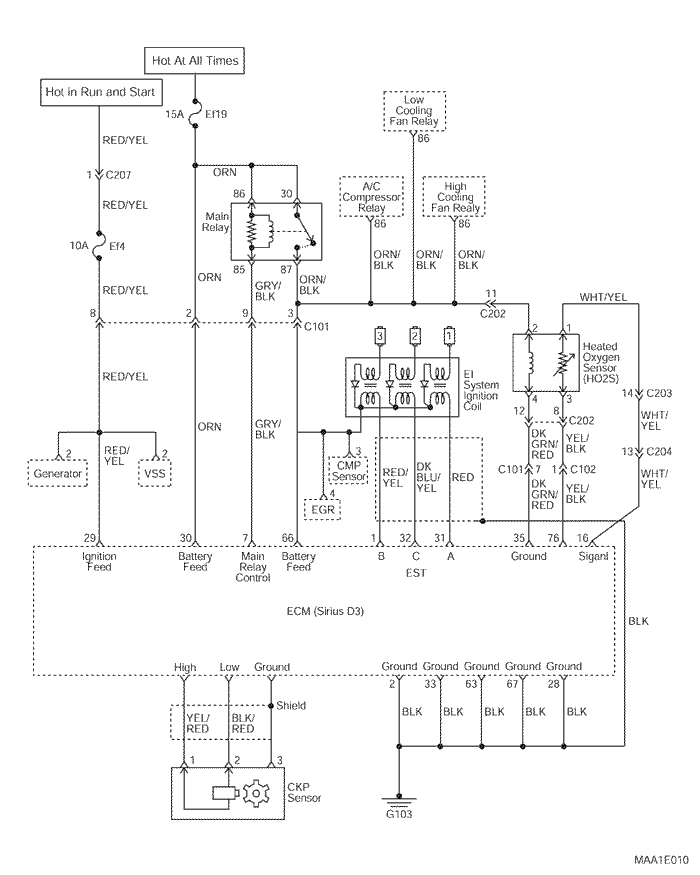 Hot At All Times
Hot in Run and Start
15A Ef19
Low
Cooling
Fan Relay
86
RED/YEL
ORN
1 C207
A/C
Compressor
Relay
86
High
Cooling
Fan Realy
86
86 30
RED/YEL
Main
Relay
10A Ef4
85 87
ORN
GRY/
BLK
ORN/
BLK
ORN/
BLK
ORN/
BLK
ORN/
BLK
RED/YEL
11
C202
WHT/YEL
8 2 9 3
C101
3 2 1
2 1
Heated
Oxygen
Sensor
(HO2S)
4 3
EI
System
Ignition
Coil
RED/YEL
14 C203
12 8
C202
WHT/
YEL
ORN
GRY/
BLK
DK
GRN/
RED
YEL/
BLK
2
Generator
RED/
YEL
2
VSS
3
CMP
Sensor
13 C204
C101 7 1 C102
RED/
YEL
DK
BLU/
YEL
RED
WHT/
YEL
DK
GRN/
RED
YEL/
BLK
4
EGR
29 30 7 66 1 32 31 35 76 16
Ignition
Feed
Battery
Feed
Main
Relay
Control
Battery
Feed
B C A
EST
Ground
Siganl
ECM (Sirius D3)
BLK
High Low Ground
Ground Ground Ground Ground Ground
2 33 63 67 28
Shield
YEL/
RED
BLK/
RED
BLK BLK BLK BLK BLK
1 2 3
CKP
Sensor
G103
MAA1E010